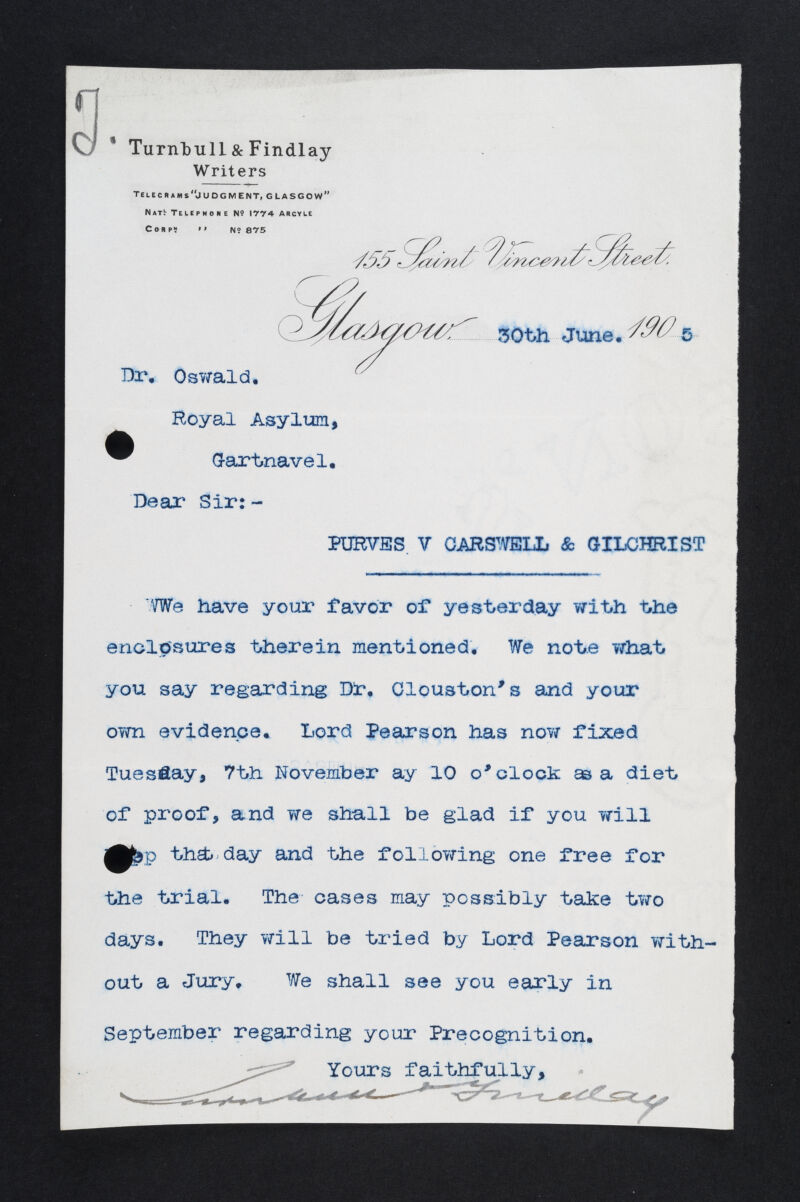 T.
Turnbull & Findlay
Writers
TELEGRAMS "JUDGMENT, GLASGOW"
NATL TELEPHONE No 1774 ARGYLE
CORPN " No 875
155 Saint Vincent Street.
Glasgow. 30th June. 1905
Dr. Oswald.
Royal Asylum,
Gartnavel.
Dear Sir:-
PURVES V CARSWELL & GILCHRIST
WWe have your favor of yesterday with the
enclosures therein mentioned. We note what
you say regarding Dr. Clouston's and your
own evidence. Lord Pearson has now fixed
Tuesday, 7th November ay 10 o'clock as a diet
of proof, and we shall be glad if you will
that day and the following one free for
the trial. The cases may possibly take two
days. They will be tried by Lord Pearson with-
out a Jury. We shall see you early in
September regarding your Precognition.
Yours faithfully,
Turnbull & Findlay